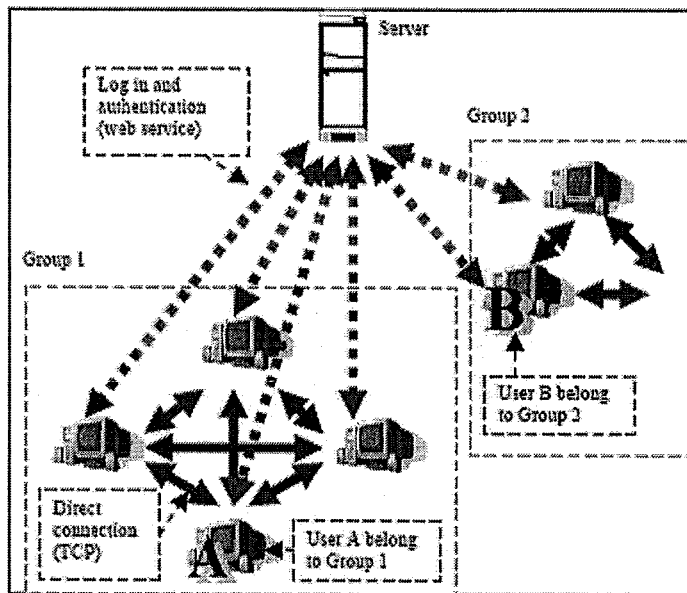 Server
Log in and
authentication
(web service)
Group 2
Group 1
B
User B belong
to Group 2
Direct
connection
(TCP)
A
User A belong
to Group 1